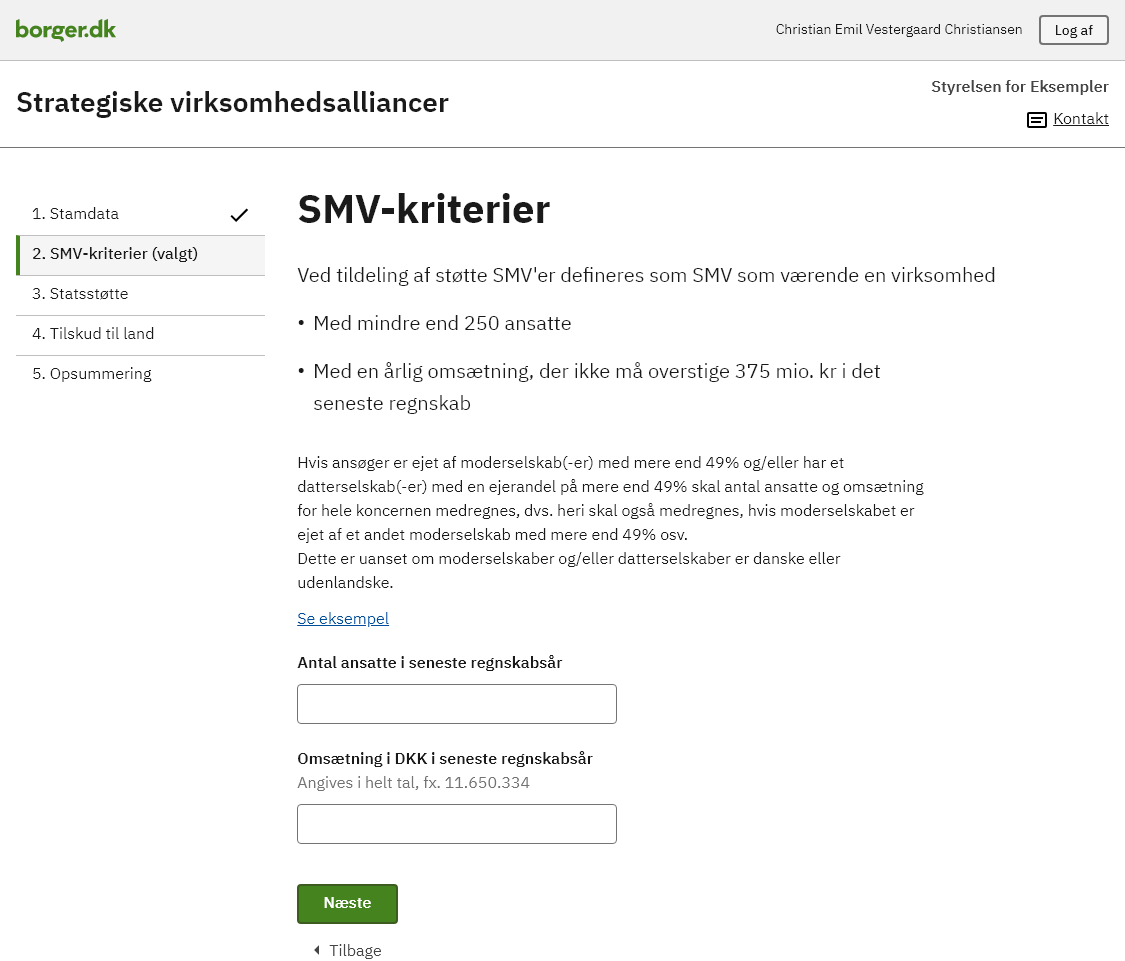 borger.dk
Christian Emil Vestergaard Christiansen
Log af
Strategiske virksomhedsalliancer
Styrelsen for Eksempler
Kontakt
1. Stamdata
2. SMV-kriterier (valgt)
3. Statsstøtte
4. Tilskud til land
5. Opsummering
SMV-kriterier
Ved tildeling af støtte SMV'er defineres som SMV som værende en virksomhed
• Med mindre end 250 ansatte
• Med en årlig omsætning, der ikke må overstige 375 mio. kr i det
seneste regnskab
Hvis ansøger er ejet af moderselskab(-er) med mere end 49% og/eller har et
datterselskab(-er) med en ejerandel på mere end 49% skal antal ansatte og omsætning
for hele koncernen medregnes, dvs. heri skal også medregnes, hvis moderselskabet er
ejet af et andet moderselskab med mere end 49% osv.
Dette er uanset om moderselskaber og/eller datterselskaber er danske eller
udenlandske.
Se eksempel
Antal ansatte i seneste regnskabsår
Omsætning i DKK i seneste regnskabsår
Angives i helt tal, fx. 11.650.334
Næste
Tilbage